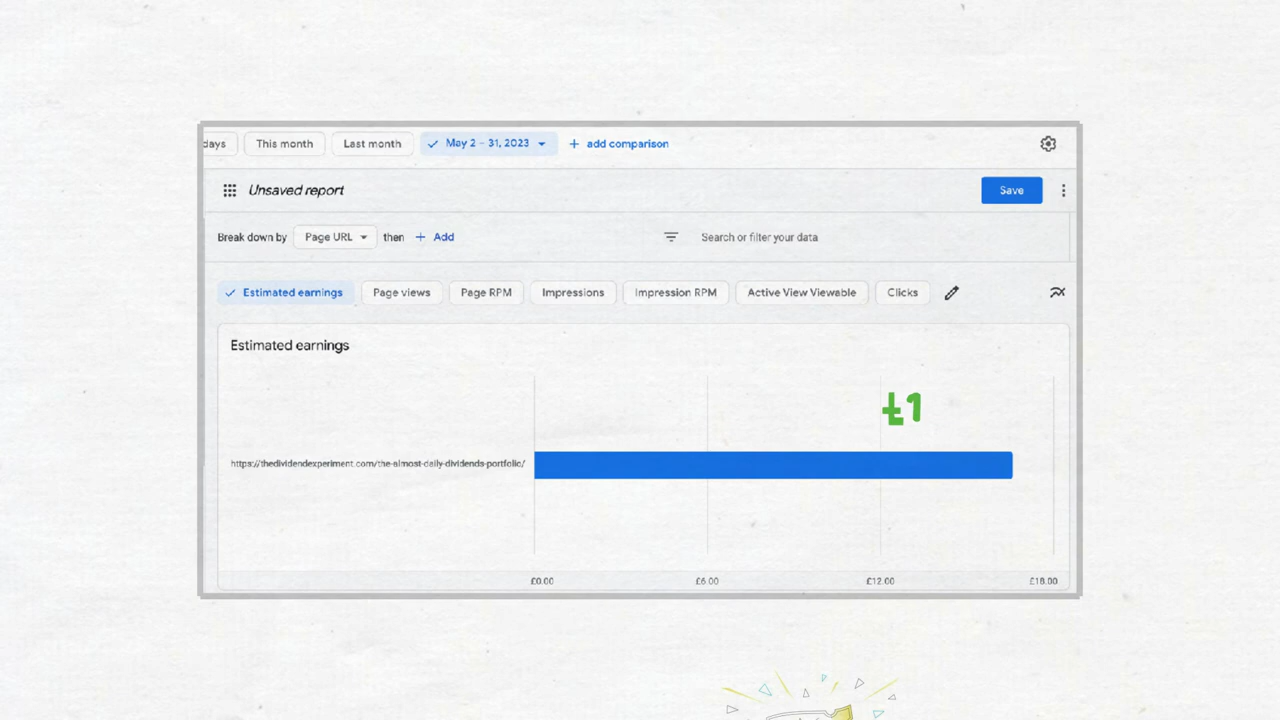 days This month Last month May 2 – 31, 2023 + add comparison
Unsaved report Save
Break down by Page URL then + Add Search or filter your data
Estimated earnings Page views Page RPM Impressions Impression RPM Active View Viewable Clicks
Estimated earnings
£1
https://thedividendexperiment.com/the-almost-daily-dividends-portfolio/
£0.00 £6.00 £12.00 £18.00